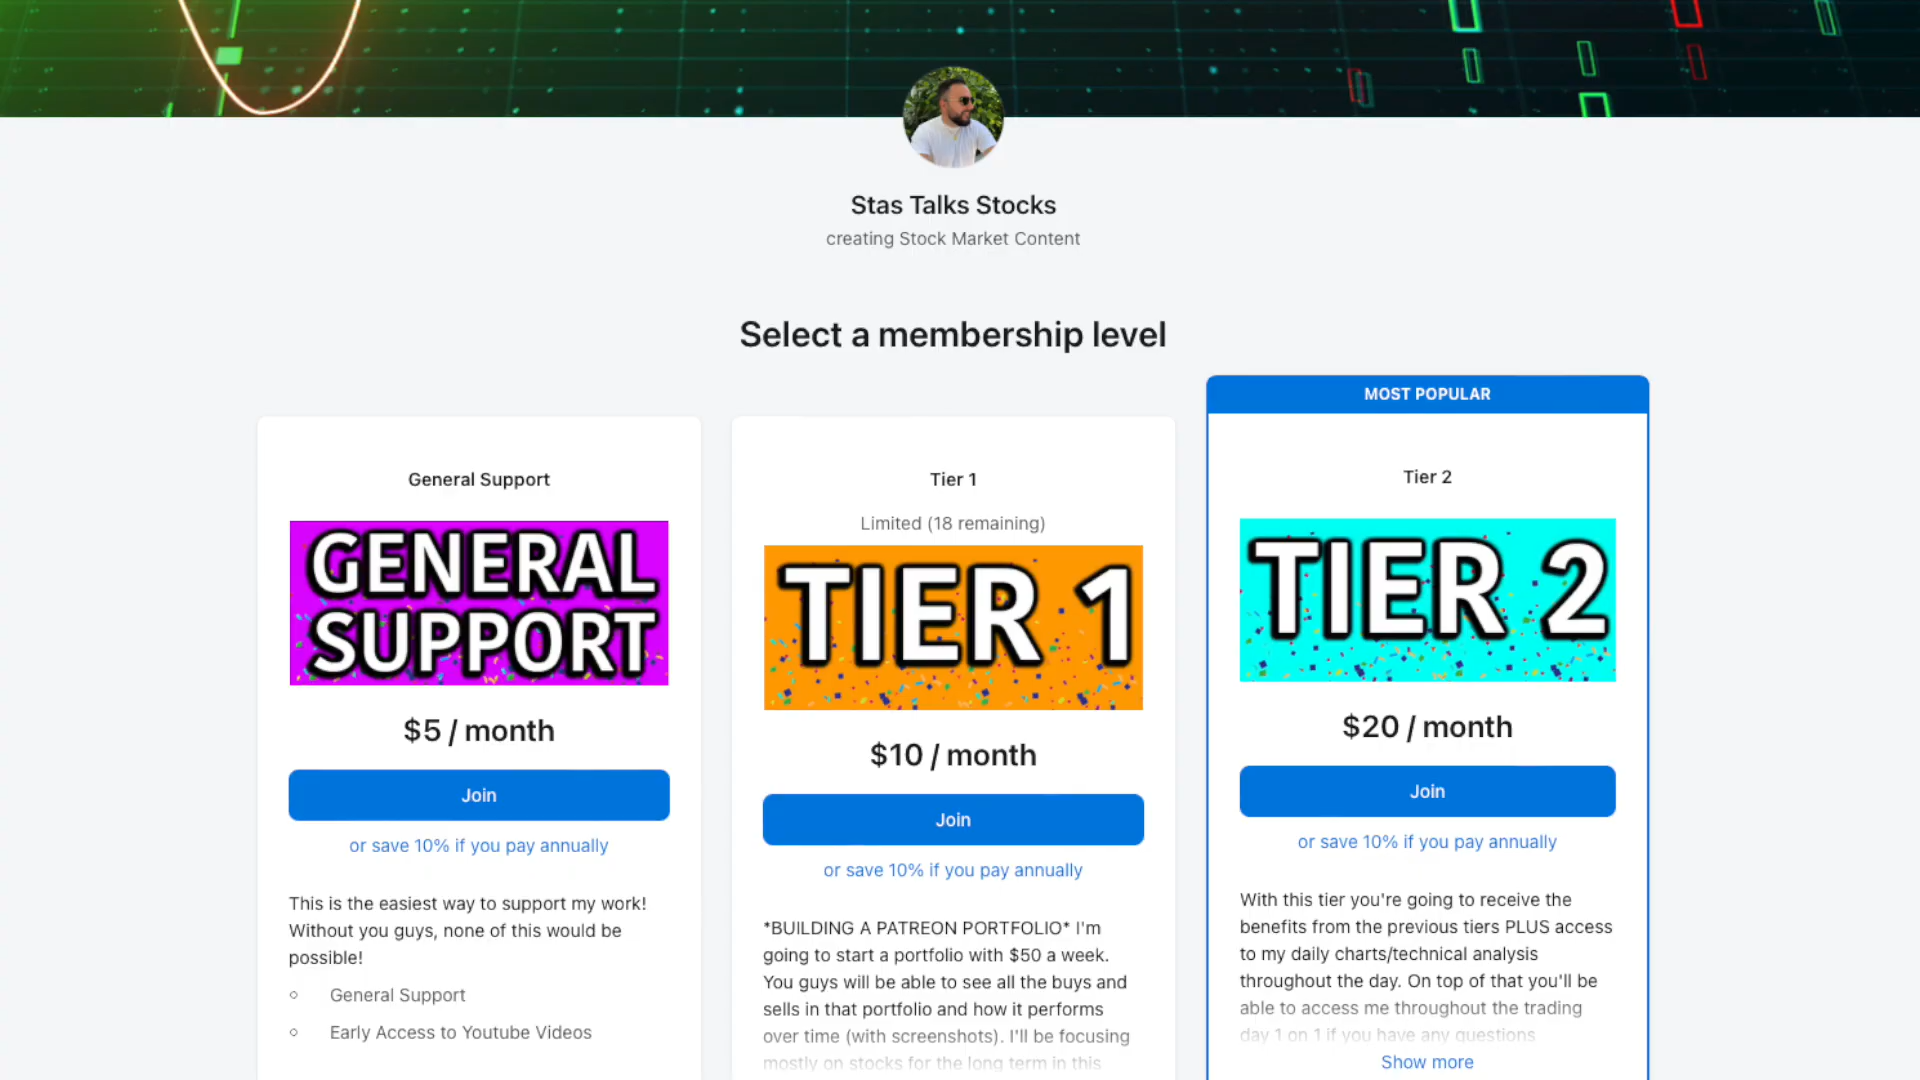 Stas Talks Stocks
creating Stock Market Content
Select a membership level
General Support
GENERAL
SUPPORT
$5 / month
Join
or save 10% if you pay annually
This is the easiest way to support my work!
Without you guys, none of this would be
possible!
General Support
Early Access to Youtube Videos
Tier 1
Limited (18 remaining)
TIER 1
$10 / month
Join
or save 10% if you pay annually
*BUILDING A PATREON PORTFOLIO* I'm
going to start a portfolio with $50 a week.
You guys will be able to see all the buys and
sells in that portfolio and how it performs
over time (with screenshots). I'll be focusing
mostly on stocks for the long term in this
MOST POPULAR
Tier 2
TIER 2
$20 / month
Join
or save 10% if you pay annually
With this tier you're going to receive the
benefits from the previous tiers PLUS access
to my daily charts/technical analysis
throughout the day. On top of that you'll be
able to access me throughout the trading
day 1 on 1 if you have any questions
Show more